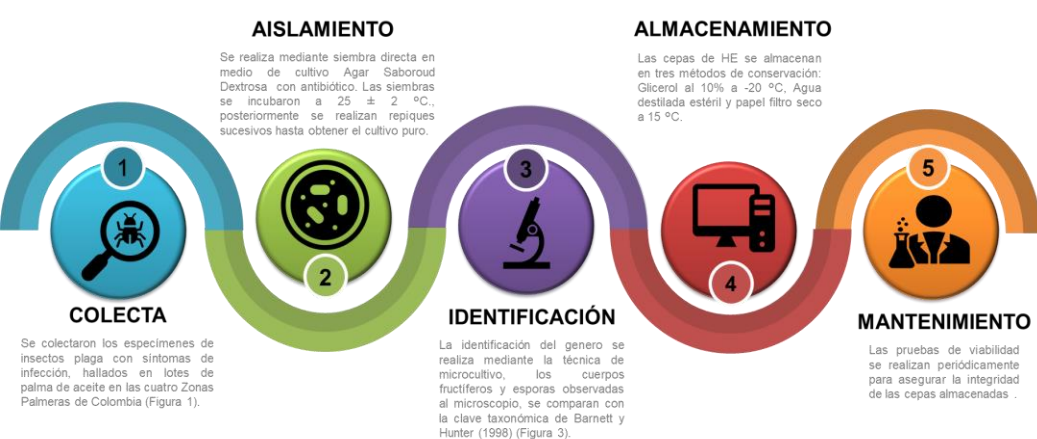 COLECTA
1
Se colectaron los especímenes de
insectos plaga con síntomas de
infección, hallados en lotes de
palma de aceite en las cuatro Zonas
Palmeras de Colombia (Figura 1).
AISLAMIENTO
Se realiza mediante siembra directa en
medio de cultivo Agar Saboroud
Dextrosa con antibiótico. Las siembras
se incubaron a 25 ± 2 ºC.,
posteriormente se realizan repiques
sucesivos hasta obtener el cultivo puro.
2
3
IDENTIFICACIÓN
La identificación del genero se
realiza mediante la técnica de
microcultivo, los cuerpos
fructíferos y esporas observadas
al microscopio, se comparan con
la clave taxonómica de Barnett y
Hunter (1998) (Figura 3).
ALMACENAMIENTO
Las cepas de HE se almacenan
en tres métodos de conservación:
Glicerol al 10% a -20 ºC, Agua
destilada estéril y papel filtro seco
a 15 ºC.
4
5
MANTENIMIENTO
Las pruebas de viabilidad
se realizan periódicamente
para asegurar la integridad
de las cepas almacenadas .